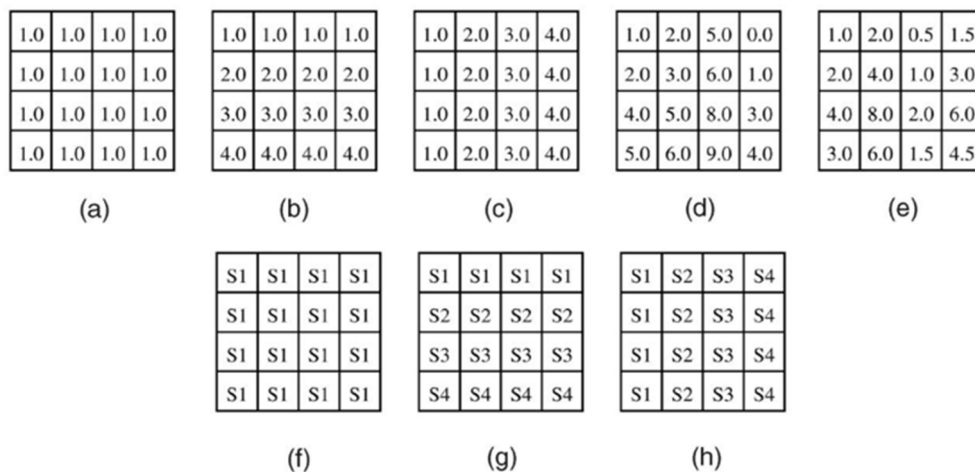 1.0 1.0 1.0 1.0 1.0 1.0 1.0 1.0 1.0 2.0 3.0 4.0 1.0 2.0 5.0 0.0 1.0 2.0 0.5 1.5
1.0 1.0 1.0 1.0 2.0 2.0 2.0 2.0 1.0 2.0 3.0 4.0 2.0 3.0 6.0 1.0 2.0 4.0 1.0 3.0
1.0 1.0 1.0 1.0 3.0 3.0 3.0 3.0 1.0 2.0 3.0 4.0 4.0 5.0 8.0 3.0 4.0 8.0 2.0 6.0
1.0 1.0 1.0 1.0 4.0 4.0 4.0 4.0 1.0 2.0 3.0 4.0 5.0 6.0 9.0 4.0 3.0 6.0 1.5 4.5
(a) (b) (c) (d) (e)
S1 S1 S1 S1 S1 S1 S1 S1 S1 S2 S3 S4
S1 S1 S1 S1 S2 S2 S2 S2 S1 S2 S3 S4
S1 S1 S1 S1 S3 S3 S3 S3 S1 S2 S3 S4
S1 S1 S1 S1 S4 S4 S4 S4 S1 S2 S3 S4
(f) (g) (h)